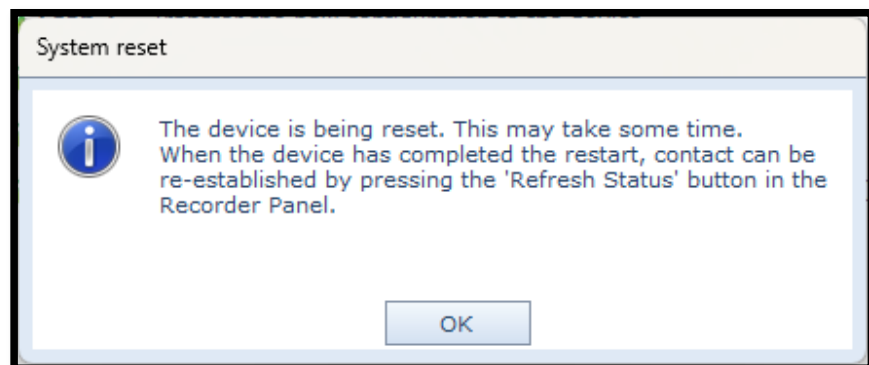 System reset
The device is being reset. This may take some time.
When the device has completed the restart, contact can be
re-established by pressing the 'Refresh Status' button in the
Recorder Panel.
OK